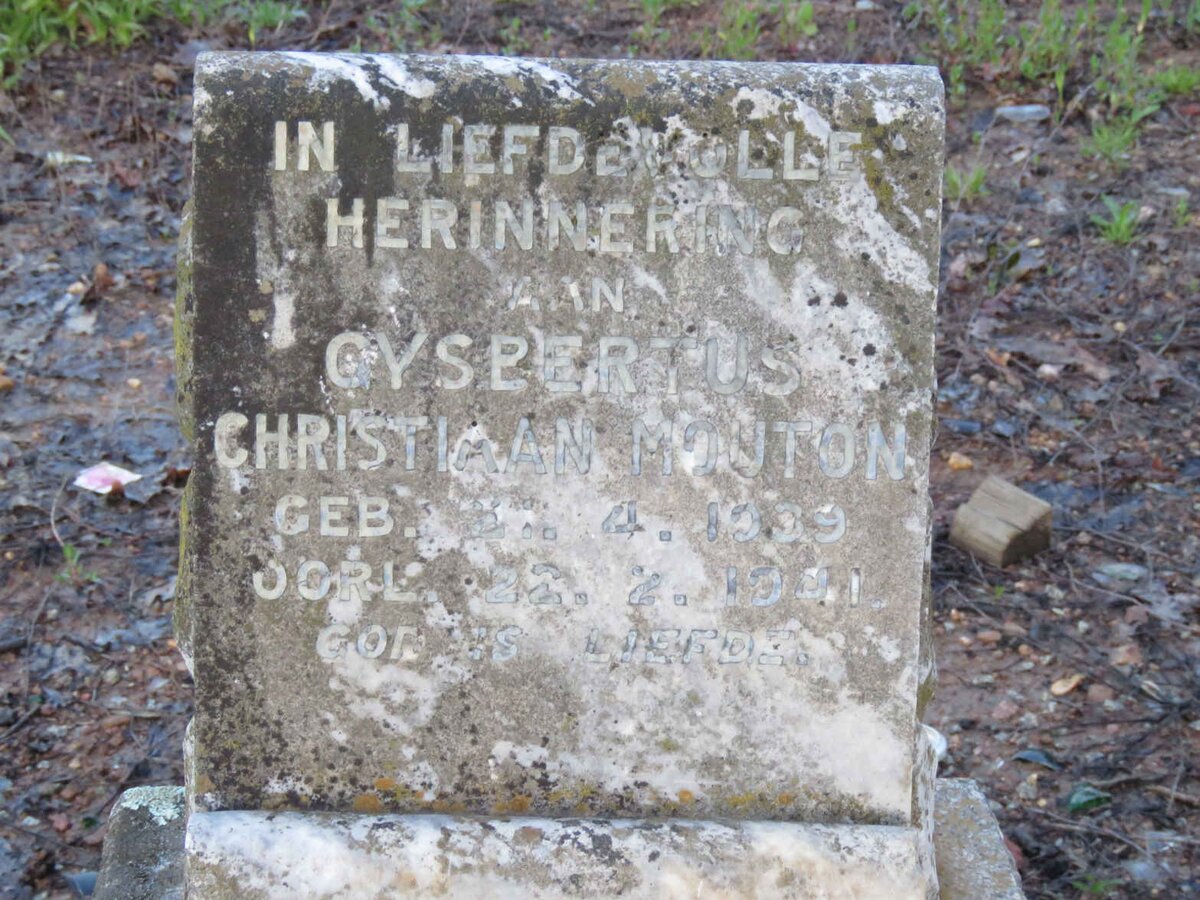 IN LIEFDEVOLLE
HERINNERING
AAN
GYSBERTUS
CHRISTIAAN MOUTON
GEB. 21. 4. 1939
OORL. 22. 2. 1941.
GOD IS LIEFDE.